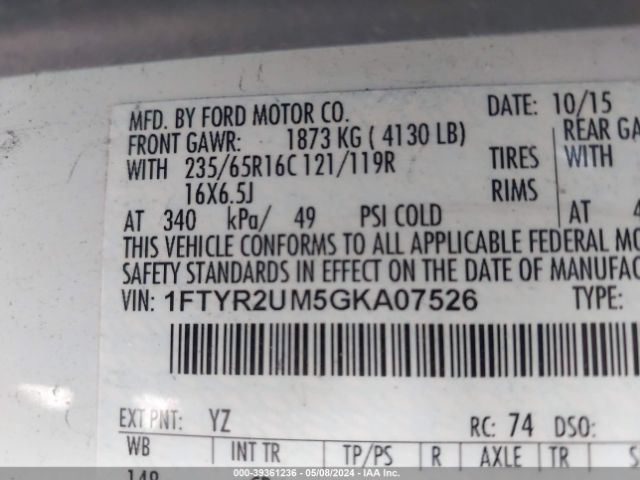 MFD. BY FORD MOTOR CO. DATE: 10/15
FRONT GAWR: 1873 KG ( 4130 LB) REAR GA
WITH 235/65R16C 121/119R TIRES WITH
16X6.5J RIMS
AT 340 kPa/ 49 PSI COLD AT 4
THIS VEHICLE CONFORMS TO ALL APPLICABLE FEDERAL MO
SAFETY STANDARDS IN EFFECT ON THE DATE OF MANUFAC
VIN: 1FTYR2UM5GKA07526 TYPE:
EXT PNT: YZ RC: 74 DSO:
WB INT TR TP/PS R AXLE TR S
148
000-39361236 - 05/08/2024 - IAA Inc.